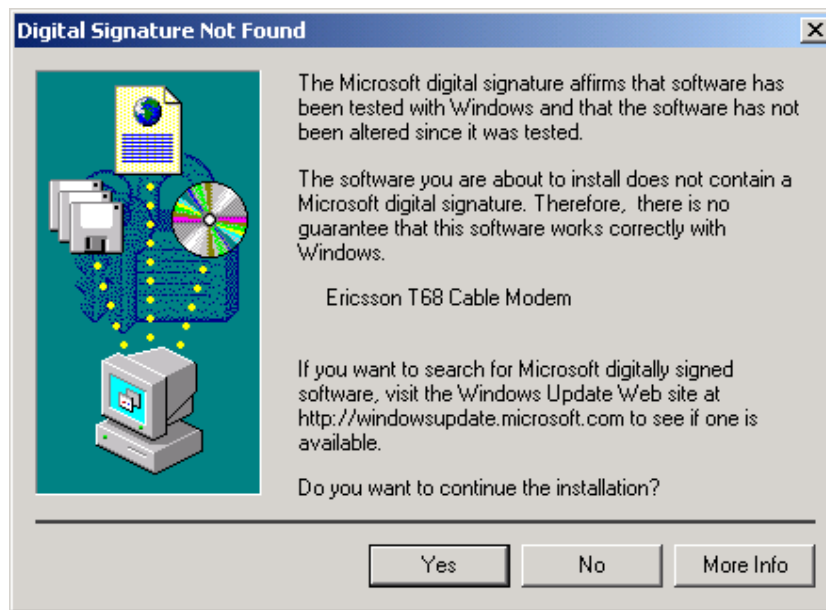 Digital Signature Not Found
The Microsoft digital signature affirms that software has
been tested with Windows and that the software has not
been altered since it was tested.
The software you are about to install does not contain a
Microsoft digital signature. Therefore,  there is no
guarantee that this software works correctly with
Windows.
Ericsson T68 Cable Modem
If you want to search for Microsoft digitally signed
software, visit the Windows Update Web site at
http://windowsupdate.microsoft.com to see if one is
available.
Do you want to continue the installation?
Yes
No
More Info